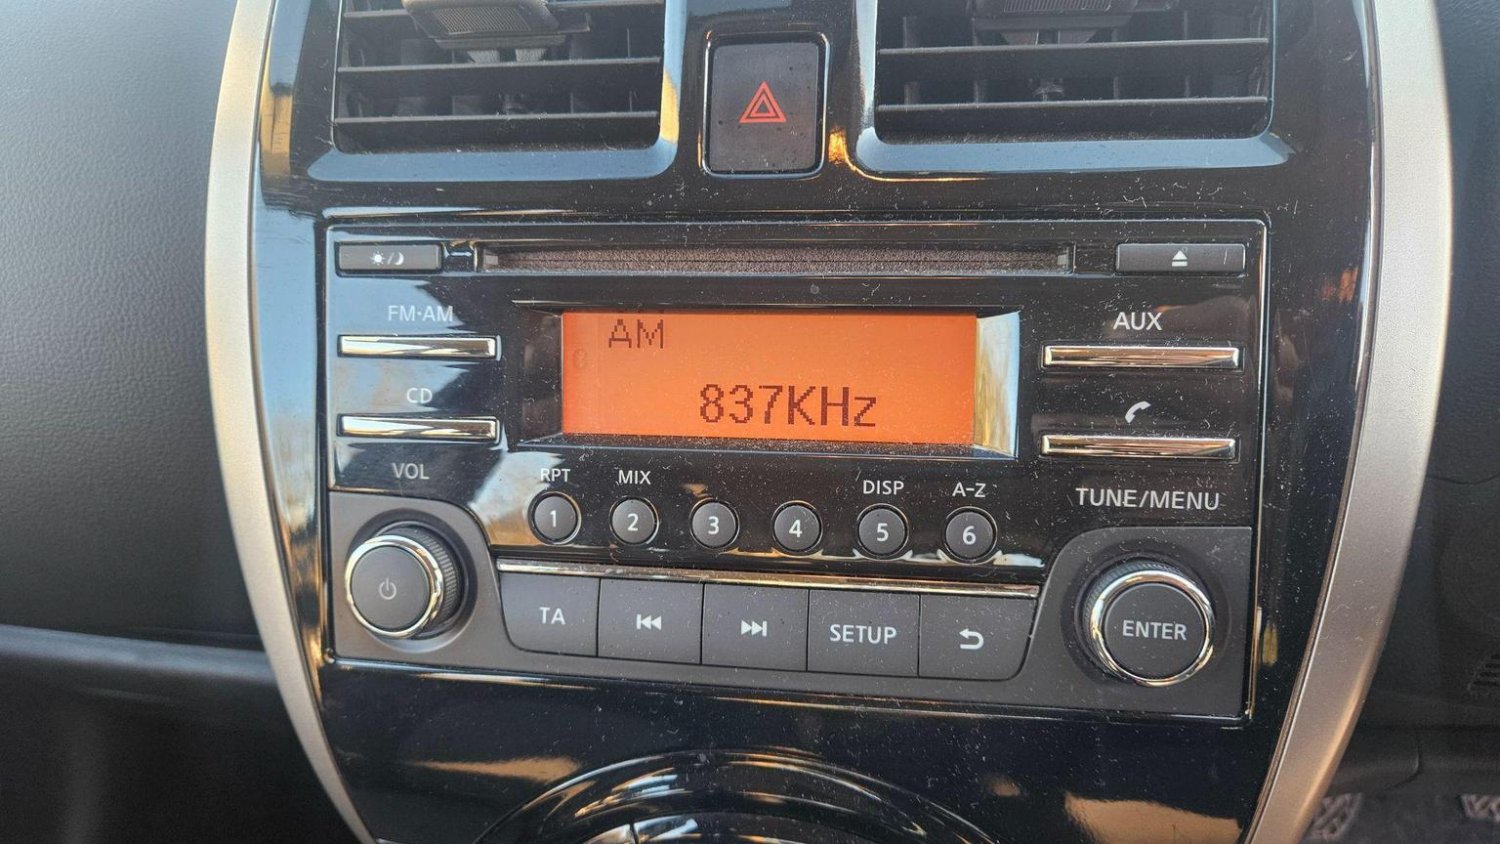 FM·AM
AM
AUX
CD
837KHz
VOL
RPT
MIX
DISP
A-Z
TUNE/MENU
1
2
3
4
5
6
TA
SETUP
ENTER